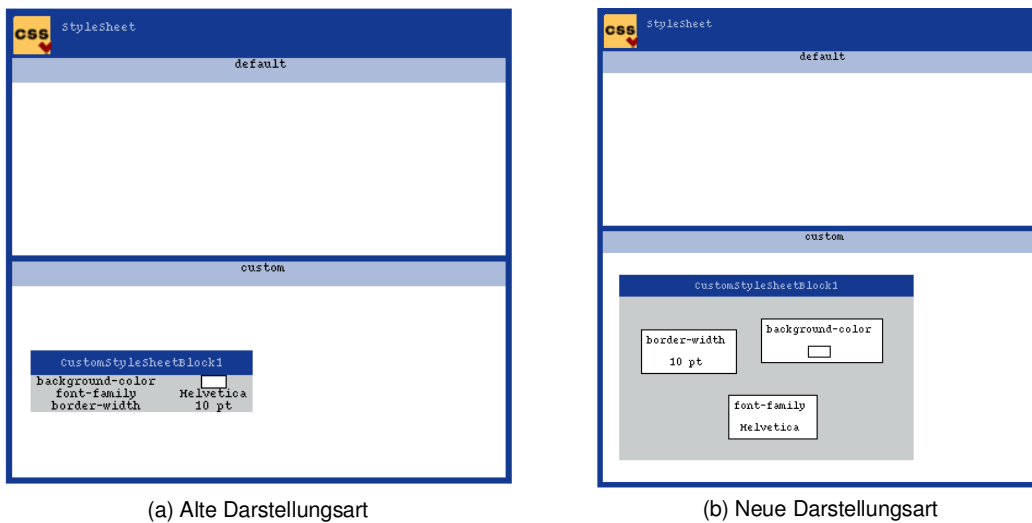 css StyleSheet
default
custom
CustomStyleSheetBlock1
background-color
font-family Helvetica
border-width 10 pt
(a) Alte Darstellungsart
css StyleSheet
default
custom
CustomStyleSheetBlock1
border-width
10 pt
background-color
font-family
Helvetica
(b) Neue Darstellungsart